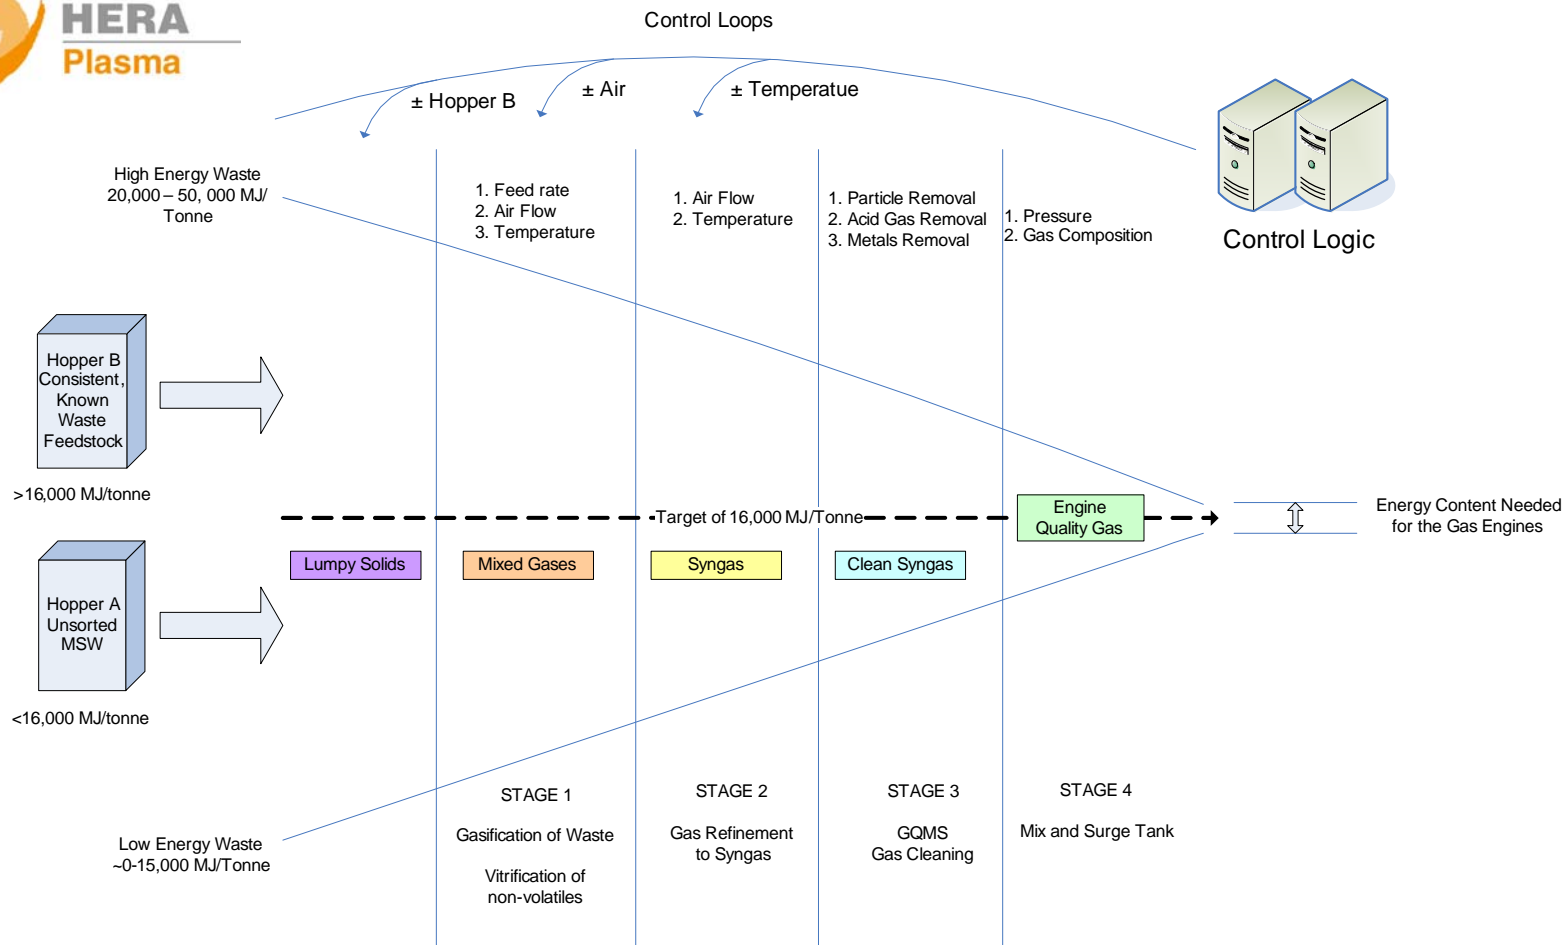 HERA
Plasma
Control Loops
± Hopper B
± Air
± Temperatue
High Energy Waste
20,000 – 50, 000 MJ/
Tonne
1. Feed rate
2. Air Flow
3. Temperature
1. Air Flow
2. Temperature
1. Particle Removal
2. Acid Gas Removal
3. Metals Removal
1. Pressure
2. Gas Composition
Control Logic
Hopper B
Consistent,
Known
Waste
Feedstock
>16,000 MJ/tonne
Target of 16,000 MJ/Tonne
Engine
Quality Gas
Energy Content Needed
for the Gas Engines
Lumpy Solids
Mixed Gases
Syngas
Clean Syngas
Hopper A
Unsorted
MSW
<16,000 MJ/tonne
STAGE 1
Gasification of Waste
Vitrification of
non-volatiles
STAGE 2
Gas Refinement
to Syngas
STAGE 3
GQMS
Gas Cleaning
STAGE 4
Mix and Surge Tank
Low Energy Waste
~0-15,000 MJ/Tonne